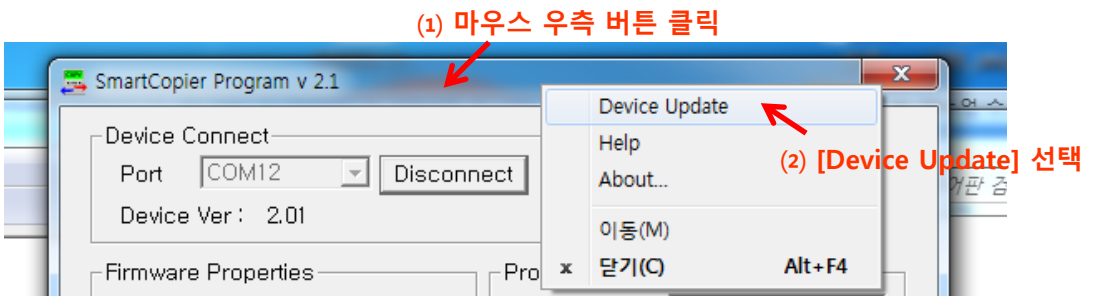 (1) 마우스 우측 버튼 클릭
SmartCopier Program v 2.1
x
Device Connect
Port COM12 Disconnect
Device Ver : 2.01
Firmware Properties
Pro
Device Update
Help
About...
이동(M)
x 닫기(C) Alt+F4
(2) [Device Update] 선택